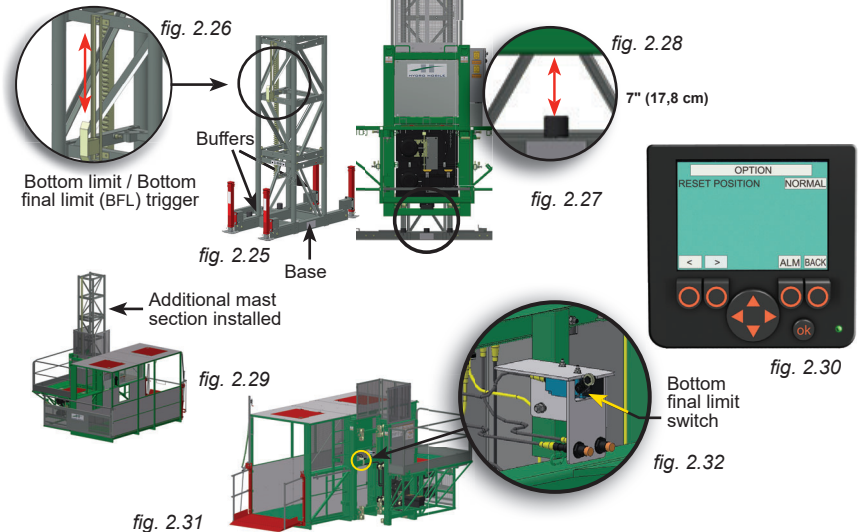 fig. 2.26
Bottom limit / Bottom
final limit (BFL) trigger
Buffers
fig. 2.25
Base
HYDRO MOBILE
fig. 2.28
7" (17,8 cm)
fig. 2.27
OPTION
RESET POSITION NORMAL
< > ALM BACK
ok
fig. 2.30
Additional mast
section installed
fig. 2.29
fig. 2.31
Bottom
final limit
switch
fig. 2.32